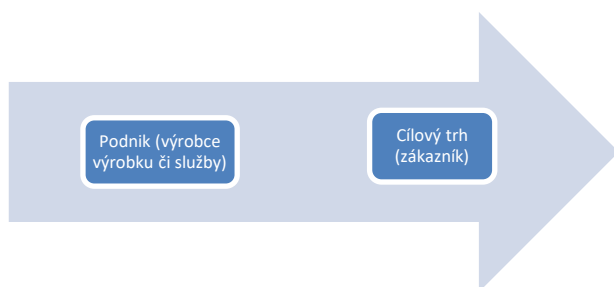 Podnik (výrobce
výrobku či služby)
Cílový trh
(zákazník)